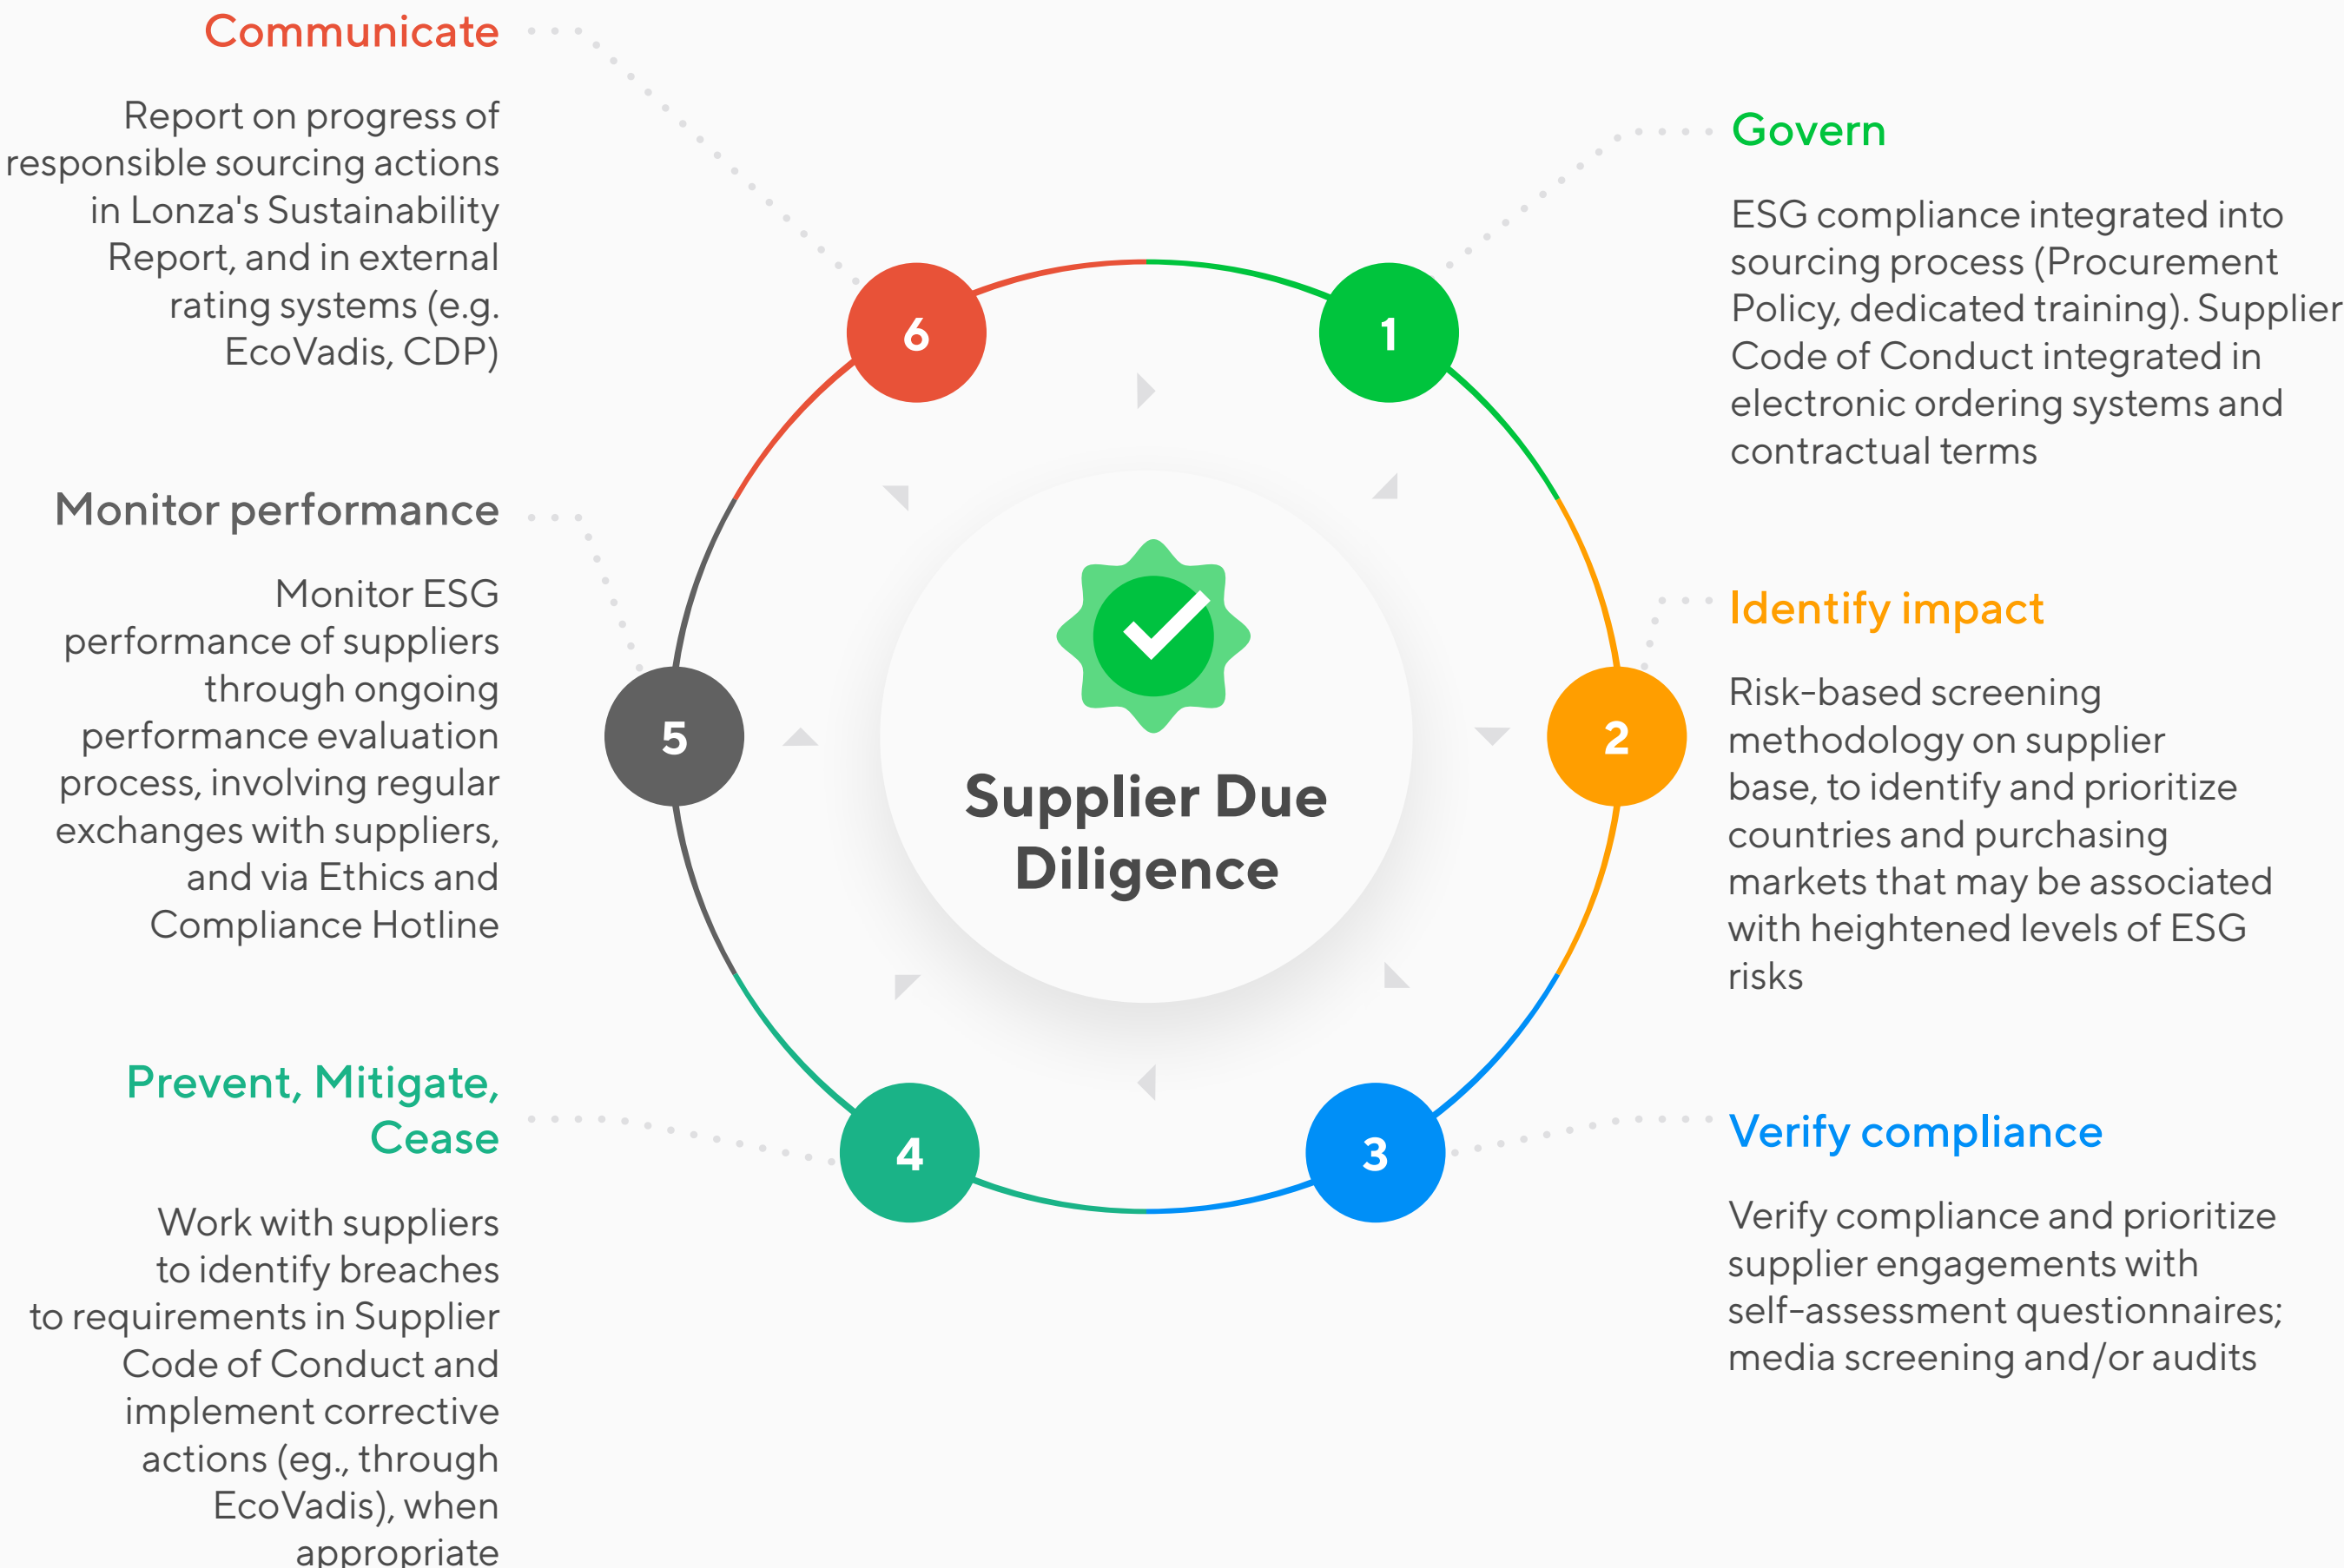 Communicate
Report on progress of
responsible sourcing actions
in Lonza's Sustainability
Report, and in external
rating systems (e.g.
EcoVadis, CDP)
Monitor performance
Monitor ESG
performance of suppliers
through ongoing
performance evaluation
process, involving regular
exchanges with suppliers,
and via Ethics and
Compliance Hotline
Prevent, Mitigate,
Cease
Work with suppliers
to identify breaches
to requirements in Supplier
Code of Conduct and
implement corrective
actions (eg., through
EcoVadis), when
appropriate
6
1
5
2
4
3
Supplier Due
Diligence
Govern
ESG compliance integrated into
sourcing process (Procurement
Policy, dedicated training). Supplier
Code of Conduct integrated in
electronic ordering systems and
contractual terms
Identify impact
Risk-based screening
methodology on supplier
base, to identify and prioritize
countries and purchasing
markets that may be associated
with heightened levels of ESG
risks
Verify compliance
Verify compliance and prioritize
supplier engagements with
self-assessment questionnaires;
media screening and/or audits